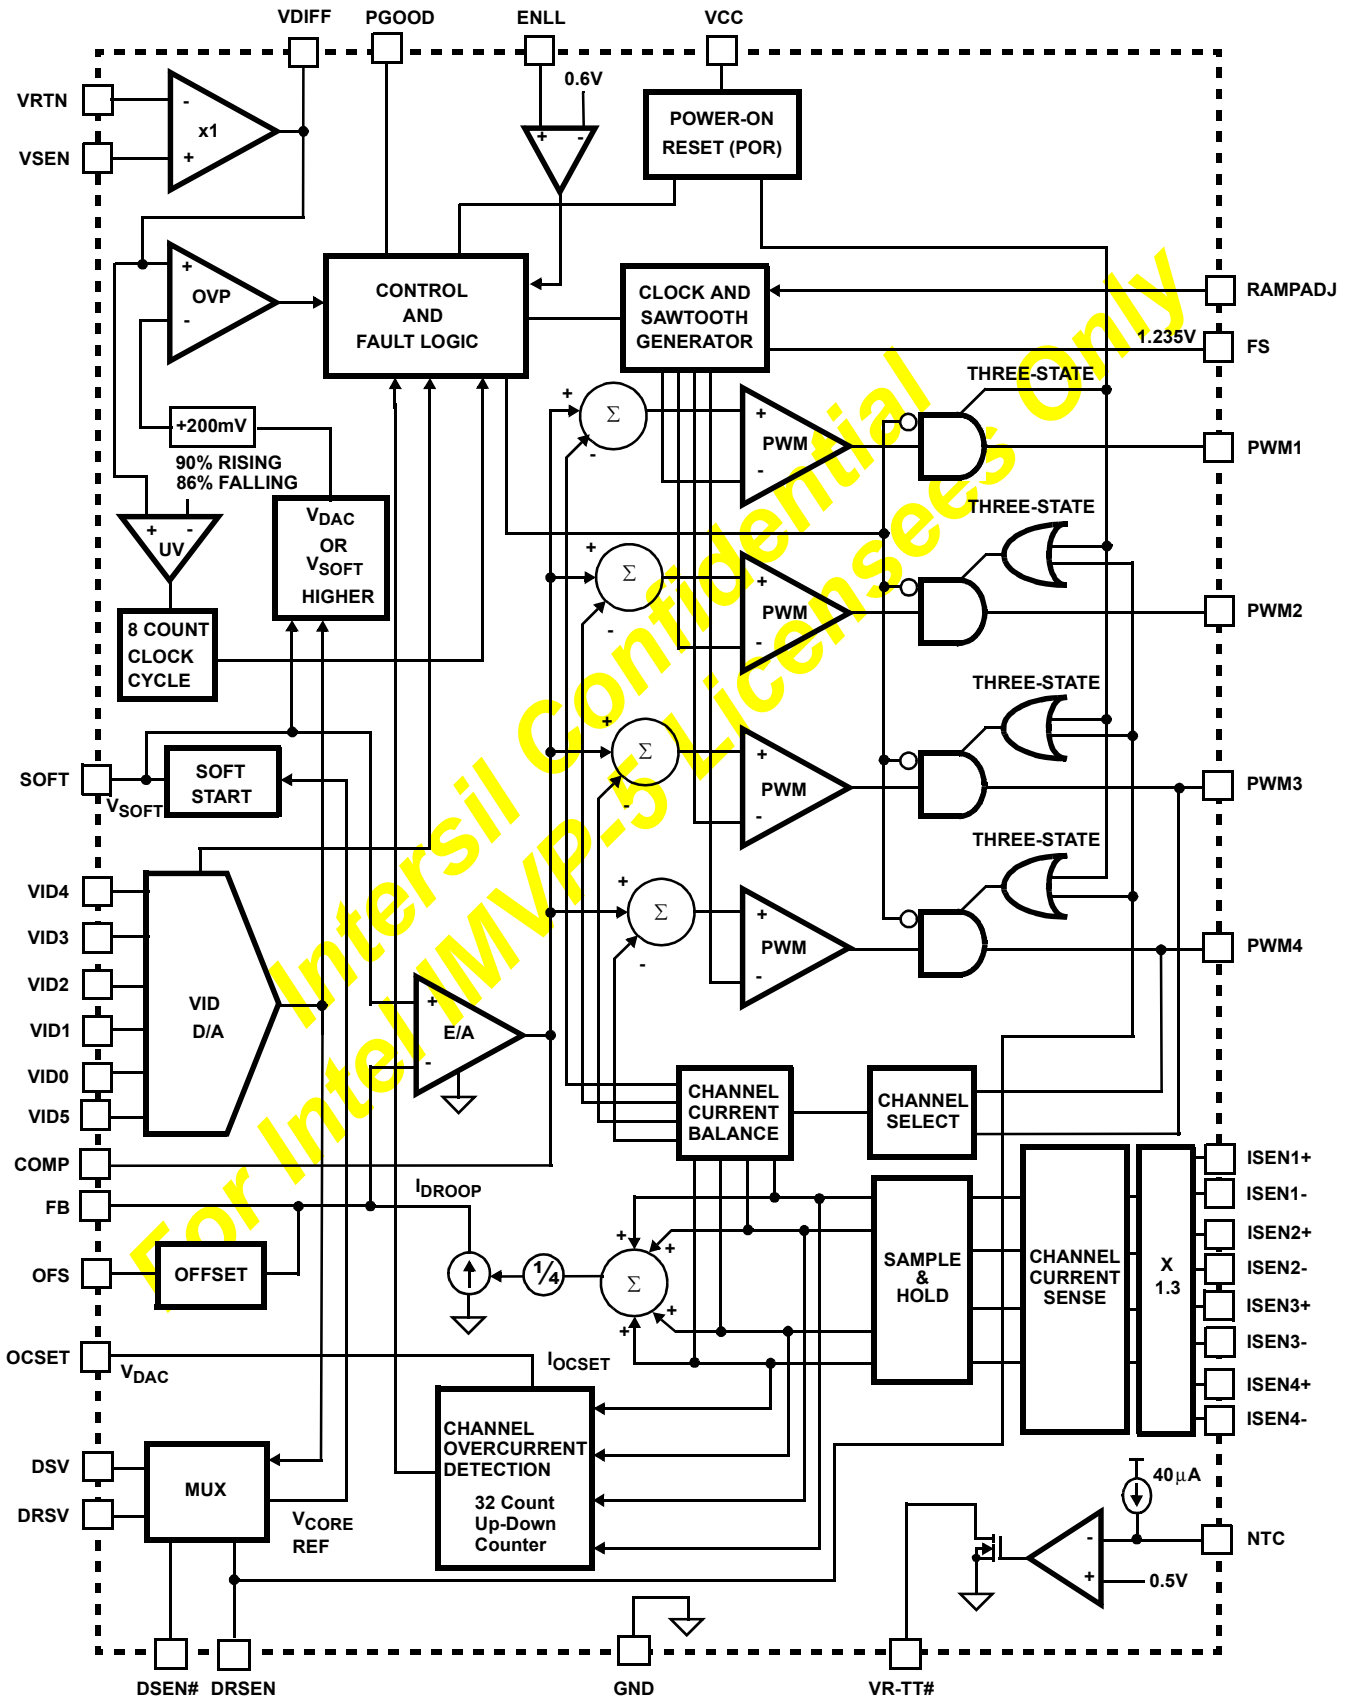 VDIFF
PGOOD
ENLL
VCC
VRTN
VSEN
-
x1
+
0.6V
+
-
POWER-ON
RESET (POR)
+
OVP
-
CONTROL
AND
FAULT LOGIC
CLOCK AND
SAWTOOTH
GENERATOR
RAMPADJ
1.235V
FS
THREE-STATE
+200mV
90% RISING
86% FALLING
+
Σ
-
+
PWM
-
PWM1
+ -
UV
VDAC
OR
VSOFT
HIGHER
THREE-STATE
+
Σ
-
+
PWM
-
PWM2
8 COUNT
CLOCK
CYCLE
THREE-STATE
+
Σ
-
+
PWM
-
PWM3
SOFT
VSOFT
SOFT
START
THREE-STATE
+
Σ
-
+
PWM
-
PWM4
VID4
VID3
VID2
VID1
VID0
VID5
VID
D/A
+
E/A
-
CHANNEL
CURRENT
BALANCE
CHANNEL
SELECT
COMP
FB
OFS
OFFSET
IDROOP
1/4
+
+
Σ
+
+
SAMPLE
&
HOLD
CHANNEL
CURRENT
SENSE
X
1.3
ISEN1+
ISEN1-
ISEN2+
ISEN2-
ISEN3+
ISEN3-
ISEN4+
ISEN4-
OCSET
VDAC
IOCSET
CHANNEL
OVERCURRENT
DETECTION
32 Count
Up-Down
Counter
DSV
DRSV
MUX
VCORE
REF
40μA
-
+
0.5V
NTC
DSEN#
DRSEN
GND
VR-TT#
Intersil Confidential
For Intel IMVP-5 Licensees Only